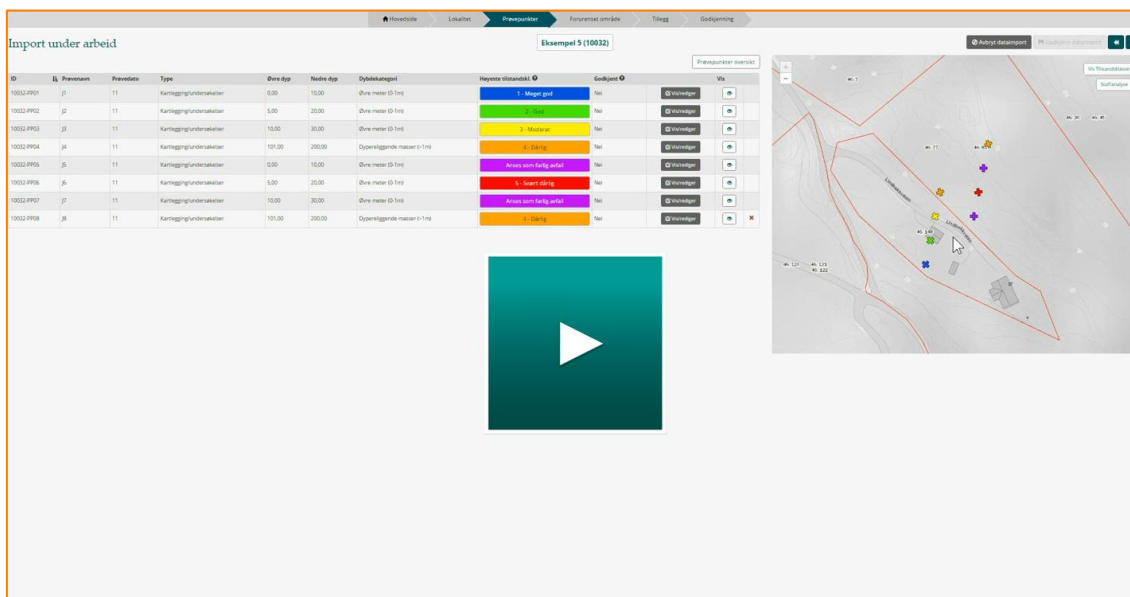 Hovedside Lokalitet Prøvepunkter Forurenset område Tillegg Godkjenning
Import under arbeid
Eksempel 5 (10032)
Avbryt dataimport Godkjenn dataimport
Prøvepunkter oversikt
ID Prøvenavn Prøvedato Type Øvre dyp Nedre dyp Dybdekategori Høyeste tilstandskl. Godkjent Vis
10032-PP01 J1 11 Kartlegging/undersøkelser 0,00 10,00 Øvre meter (0-1m) 1 - Meget god Nei Vis/rediger
10032-PP02 J2 11 Kartlegging/undersøkelser 5,00 20,00 Øvre meter (0-1m) 2 - God Nei Vis/rediger
10032-PP03 J3 11 Kartlegging/undersøkelser 10,00 30,00 Øvre meter (0-1m) 3 - Moderat Nei Vis/rediger
10032-PP04 J4 11 Kartlegging/undersøkelser 101,00 200,00 Dypereliggende masser (>1m) 4 - Dårlig Nei Vis/rediger
10032-PP05 J5 11 Kartlegging/undersøkelser 0,00 10,00 Øvre meter (0-1m) Anses som farlig avfall Nei Vis/rediger
10032-PP06 J6 11 Kartlegging/undersøkelser 5,00 20,00 Øvre meter (0-1m) 5 - Svært dårlig Nei Vis/rediger
10032-PP07 J7 11 Kartlegging/undersøkelser 10,00 30,00 Øvre meter (0-1m) Anses som farlig avfall Nei Vis/rediger
10032-PP08 J8 11 Kartlegging/undersøkelser 101,00 200,00 Dypereliggende masser (>1m) 4 - Dårlig Nei Vis/rediger
Vis Tilstandsklasser
Stoffanalyse